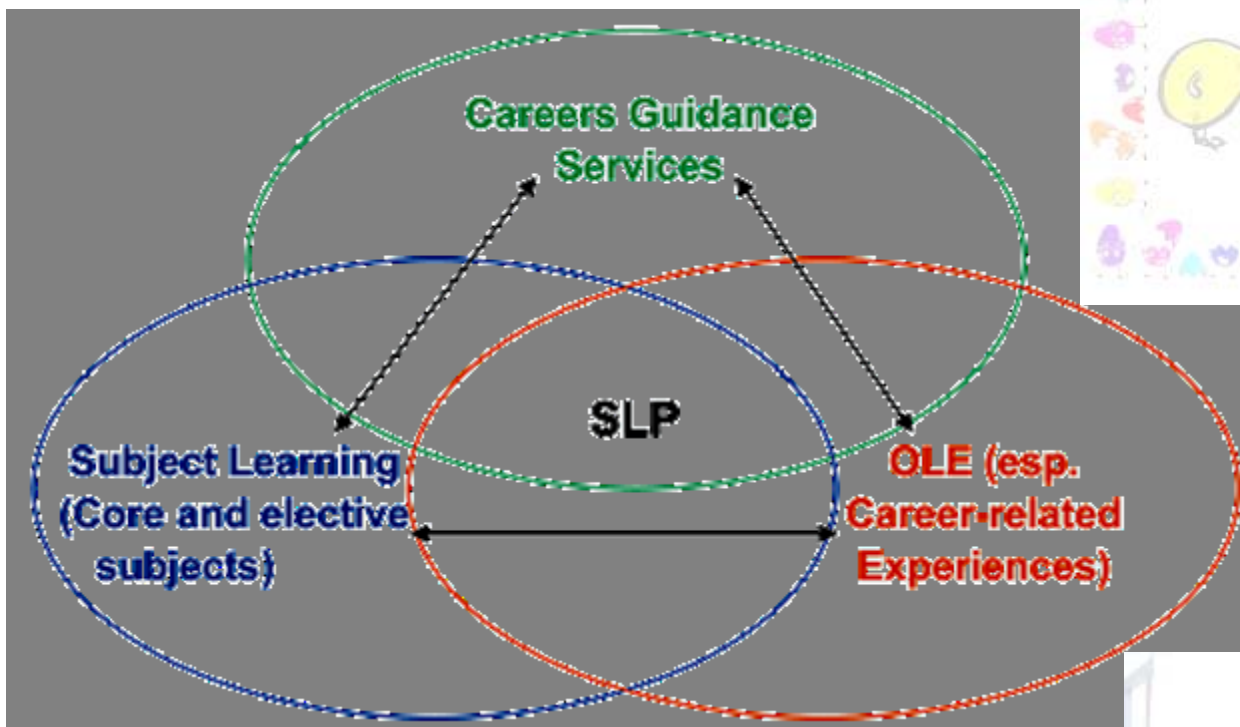 Careers Guidance
Services
SLP
Subject Learning
(Core and elective
subjects)
OLE (esp.
Career-related
Experiences)